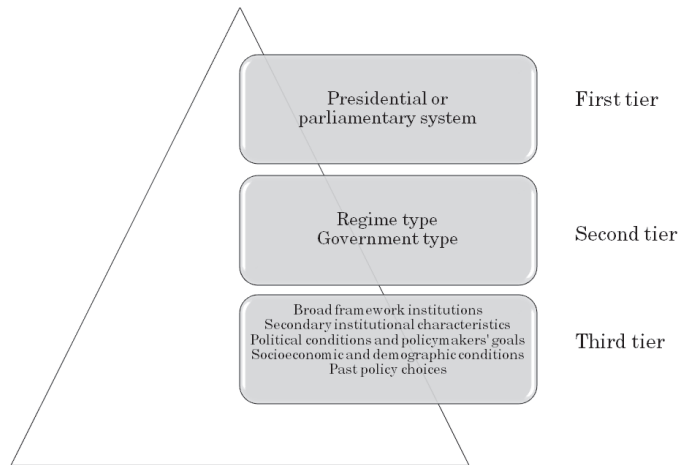 Presidential or
parliamentary system
First tier
Regime type
Government type
Second tier
Broad framework institutions
Secondary institutional characteristics
Political conditions and policymakers' goals
Socioeconomic and demographic conditions
Past policy choices
Third tier